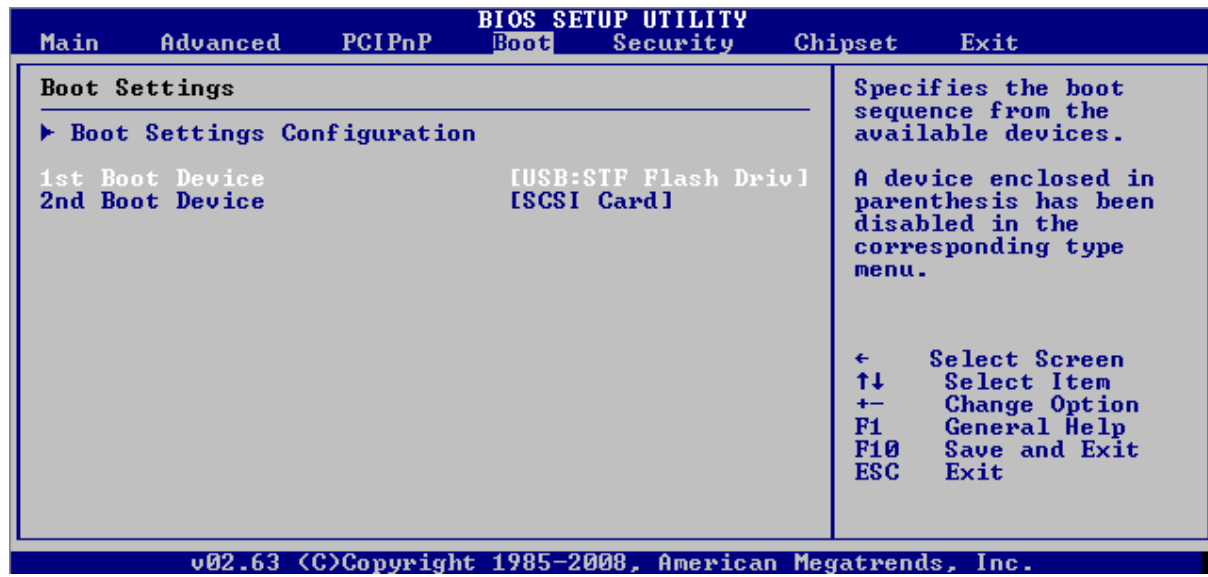 BIOS SETUP UTILITY
Main Advanced PCIPnP Boot Security Chipset Exit
Boot Settings
▶ Boot Settings Configuration
1st Boot Device [USB:STF Flash Driv]
2nd Boot Device [SCSI Card]
Specifies the boot
sequence from the
available devices.
A device enclosed in
parenthesis has been
disabled in the
corresponding type
menu.
← Select Screen
↑↓ Select Item
+- Change Option
F1 General Help
F10 Save and Exit
ESC Exit
v02.63 (C)Copyright 1985-2008, American Megatrends, Inc.